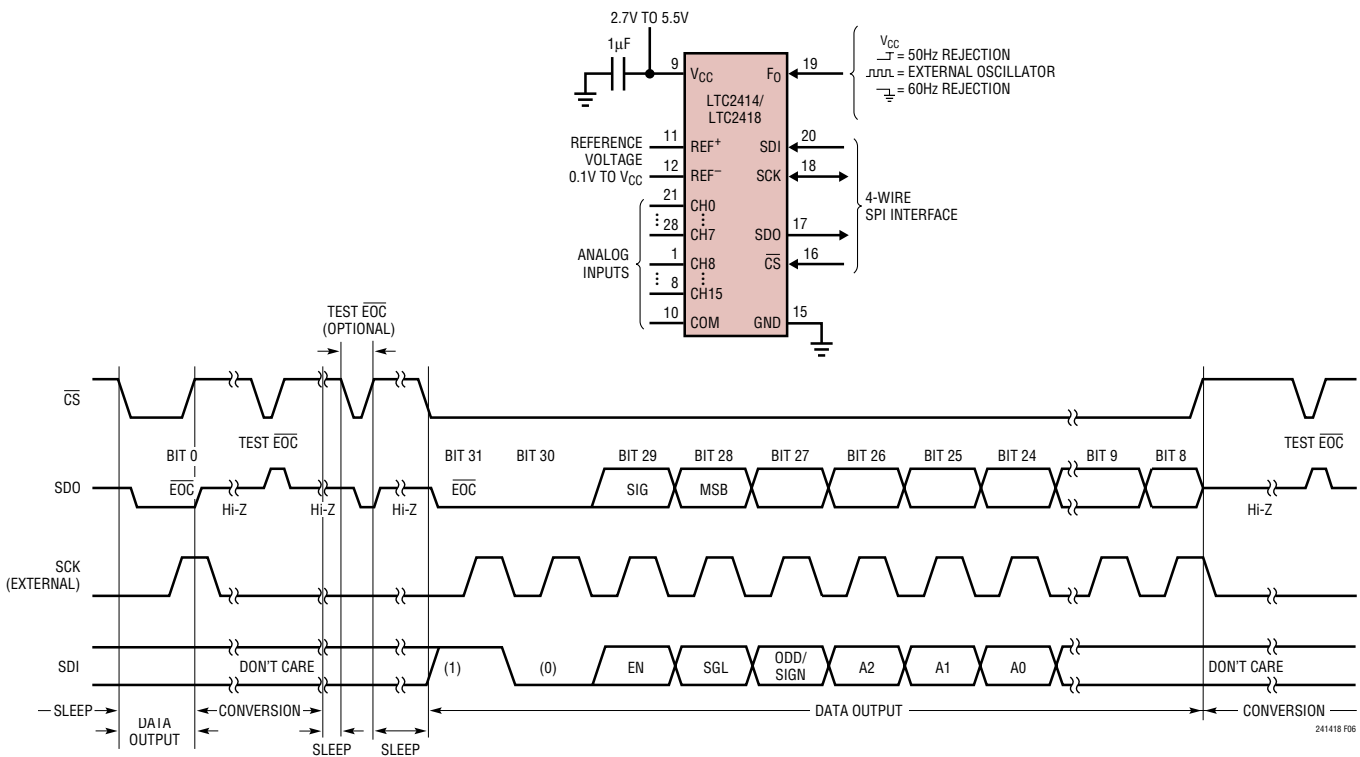 2.7V TO 5.5V
1µF
9 VCC
FO 19
LTC2414/
LTC2418
VCC
= 50Hz REJECTION
= EXTERNAL OSCILLATOR
= 60Hz REJECTION
REFERENCE
VOLTAGE
0.1V TO VCC
11 REF+
12 REF–
SDI 20
SCK 18
SDO 17
CS 16
4-WIRE
SPI INTERFACE
ANALOG
INPUTS
21 CH0
28 CH7
1 CH8
8 CH15
10 COM
GND 15
TEST EOC
(OPTIONAL)
CS
TEST EOC
TEST EOC
BIT 0
BIT 31
BIT 30
BIT 29
BIT 28
BIT 27
BIT 26
BIT 25
BIT 24
BIT 9
BIT 8
SDO
EOC
Hi-Z
Hi-Z
Hi-Z
EOC
SIG
MSB
Hi-Z
SCK
(EXTERNAL)
SDI
DON'T CARE
(1)
(0)
EN
SGL
ODD/
SIGN
A2
A1
A0
DON'T CARE
SLEEP
DATA
OUTPUT
CONVERSION
SLEEP
SLEEP
DATA OUTPUT
CONVERSION
241418 F06